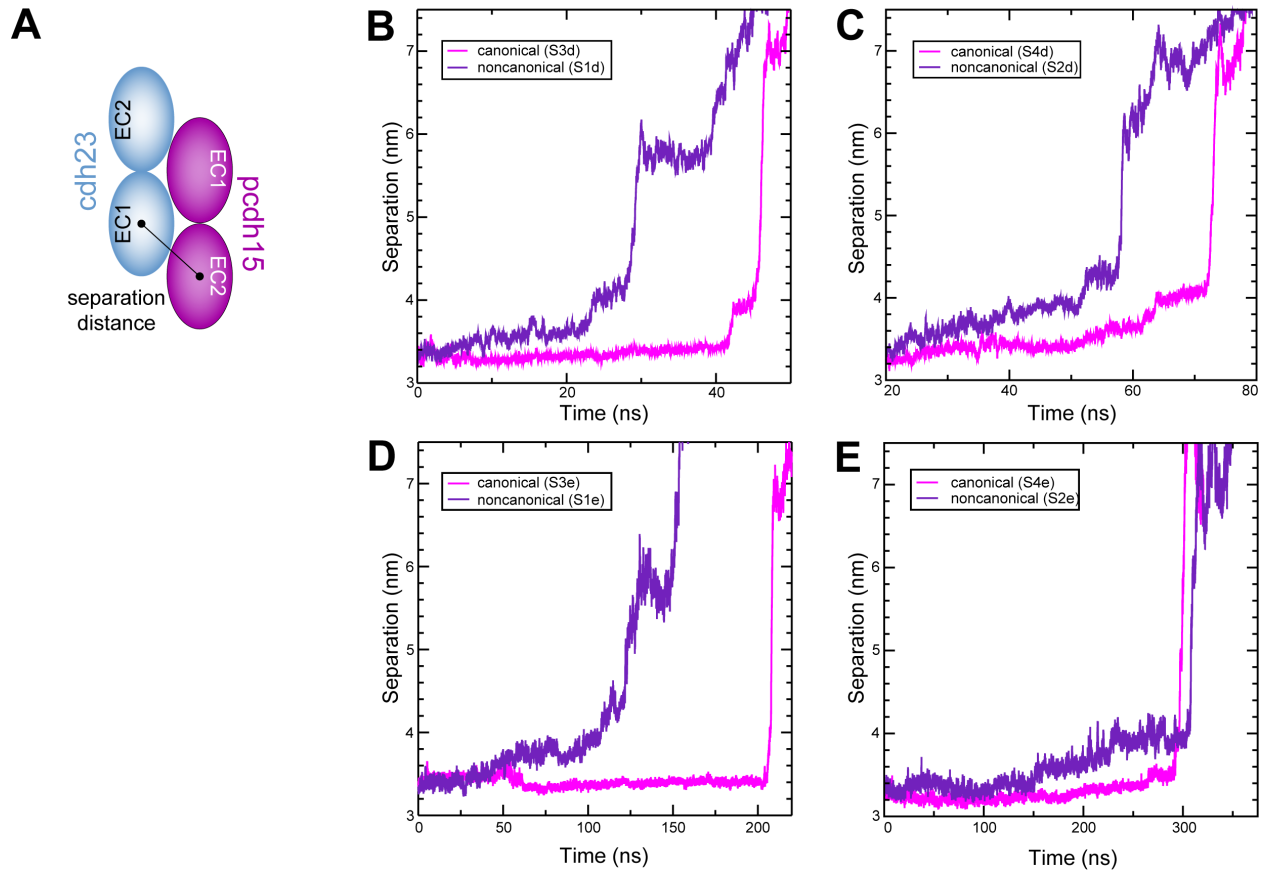 A
cdh23
EC2
EC1
EC1
EC2
pcdh15
separation
distance
B
canonical (S3d)
noncanonical (S1d)
Separation (nm)
7
6
5
4
3
0
20
40
Time (ns)
C
canonical (S4d)
noncanonical (S2d)
Separation (nm)
7
6
5
4
3
20
40
60
80
Time (ns)
D
canonical (S3e)
noncanonical (S1e)
Separation (nm)
7
6
5
4
3
0
50
100
150
200
Time (ns)
E
canonical (S4e)
noncanonical (S2e)
Separation (nm)
7
6
5
4
3
0
100
200
300
Time (ns)